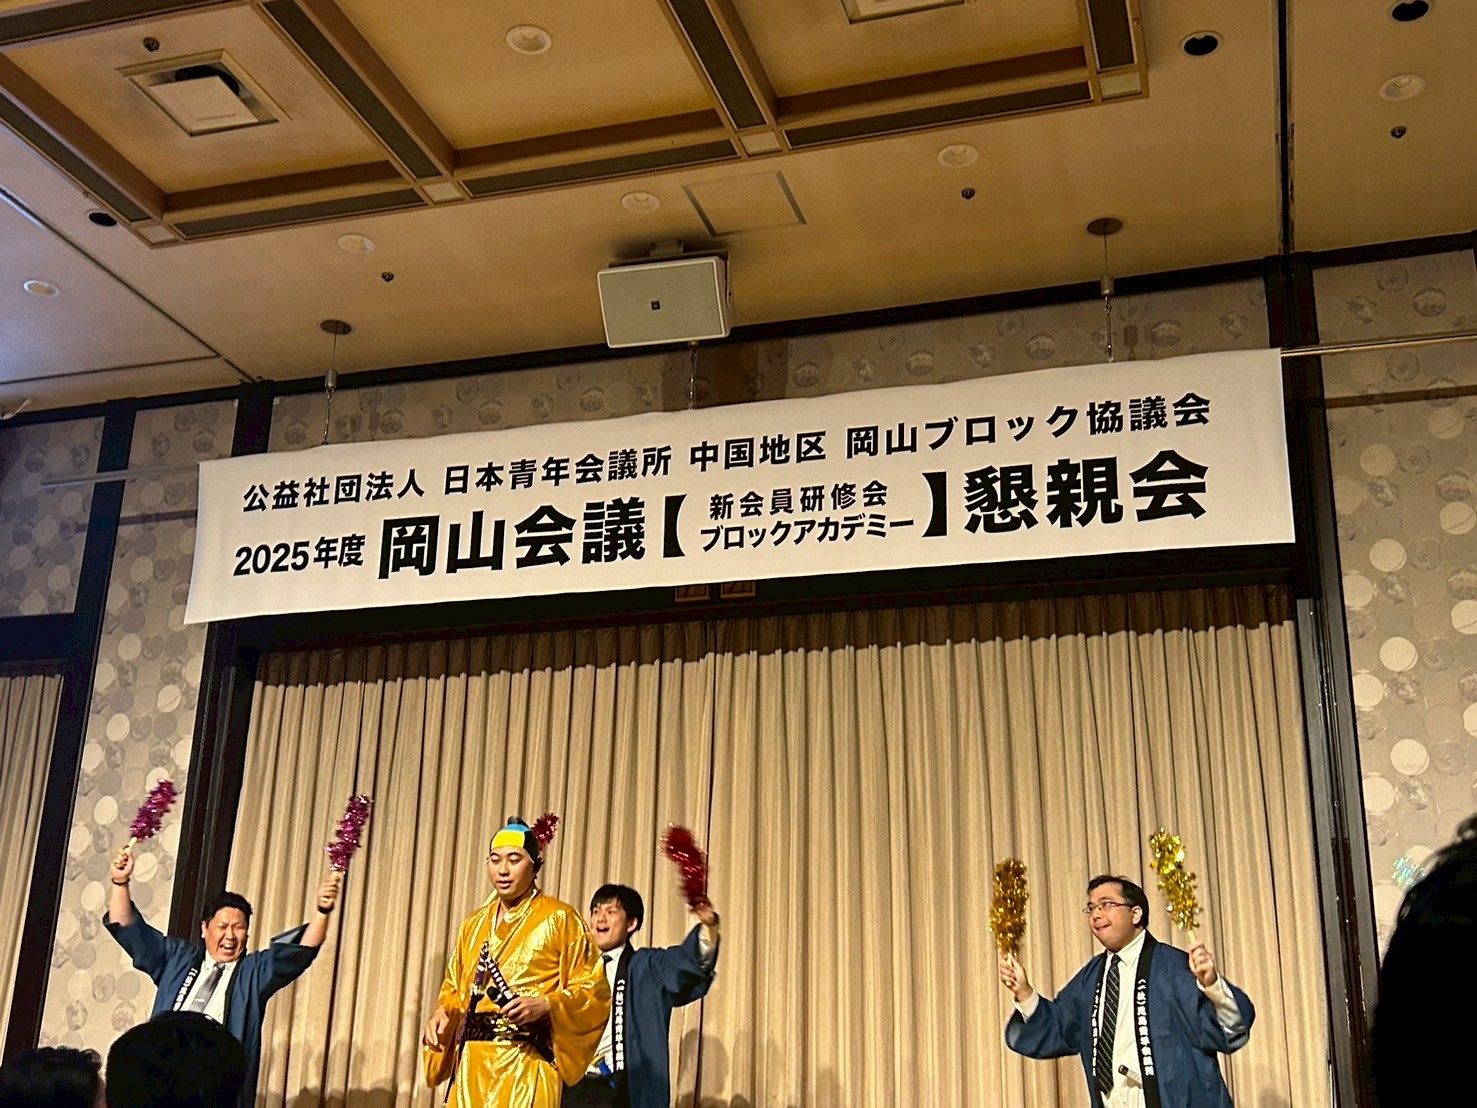 公益社団法人 日本青年会議所 中国地区 岡山ブロック協議会
2025年度 岡山会議【新会員研修会 ブロックアカデミー】懇親会